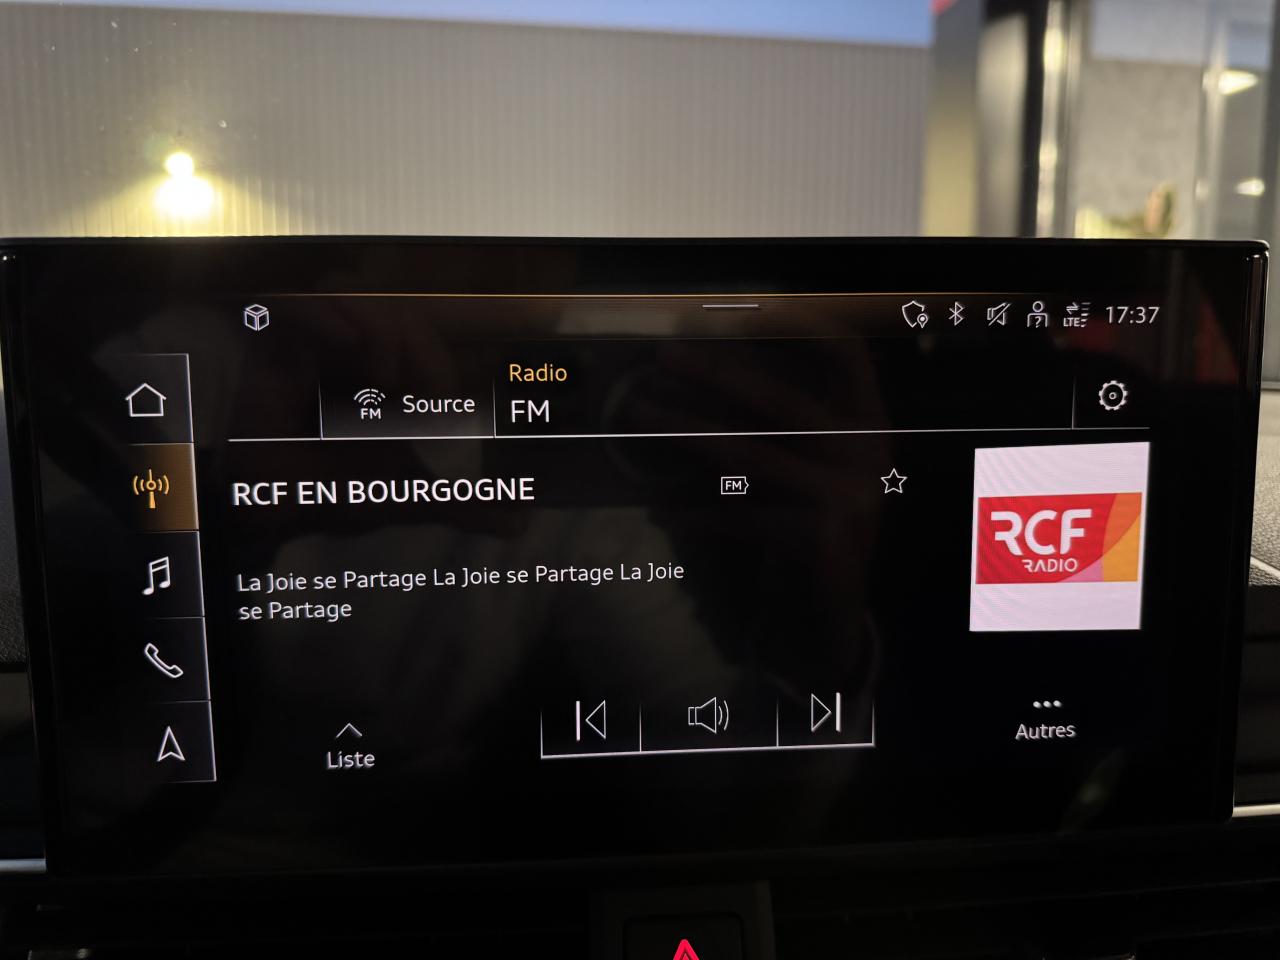 LTE
17:37
Radio
FM
Source
FM
RCF EN BOURGOGNE
FM
La Joie se Partage La Joie se Partage La Joie
se Partage
RCF
RADIO
Liste
Autres